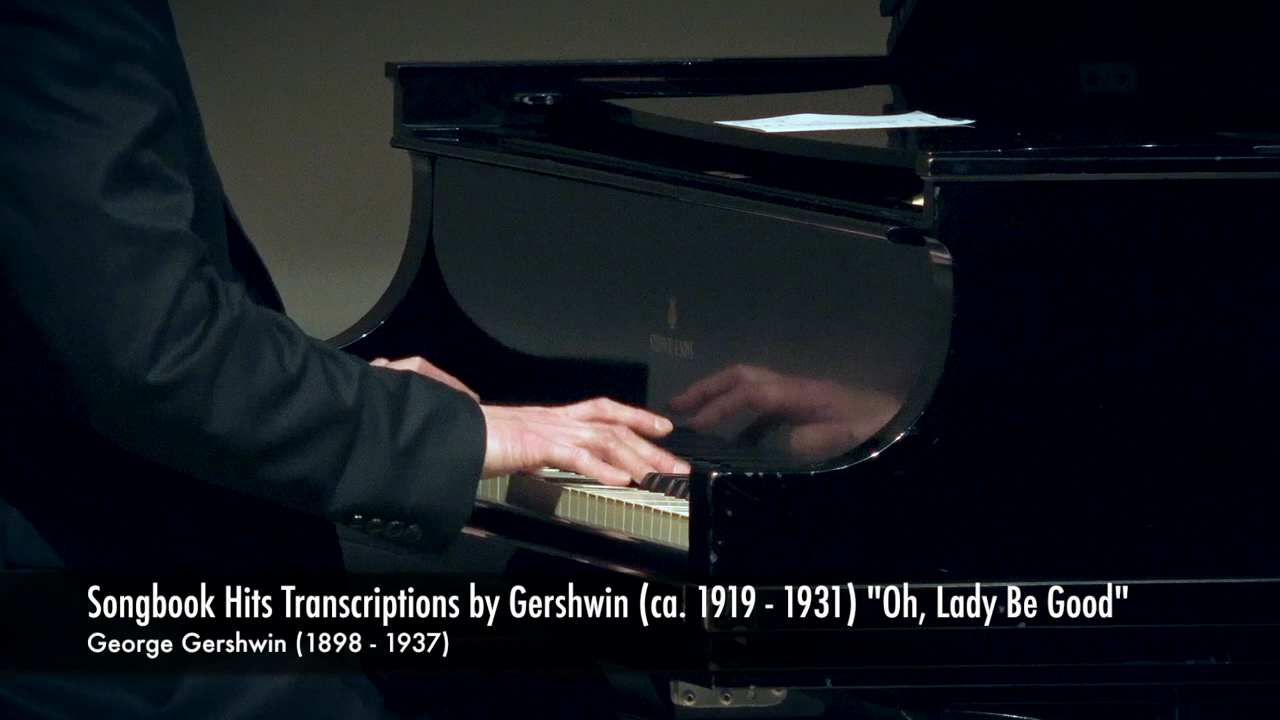 Songbook Hits Transcriptions by Gershwin (ca. 1919 - 1931) "Oh, Lady Be Good"
George Gershwin (1898 - 1937)